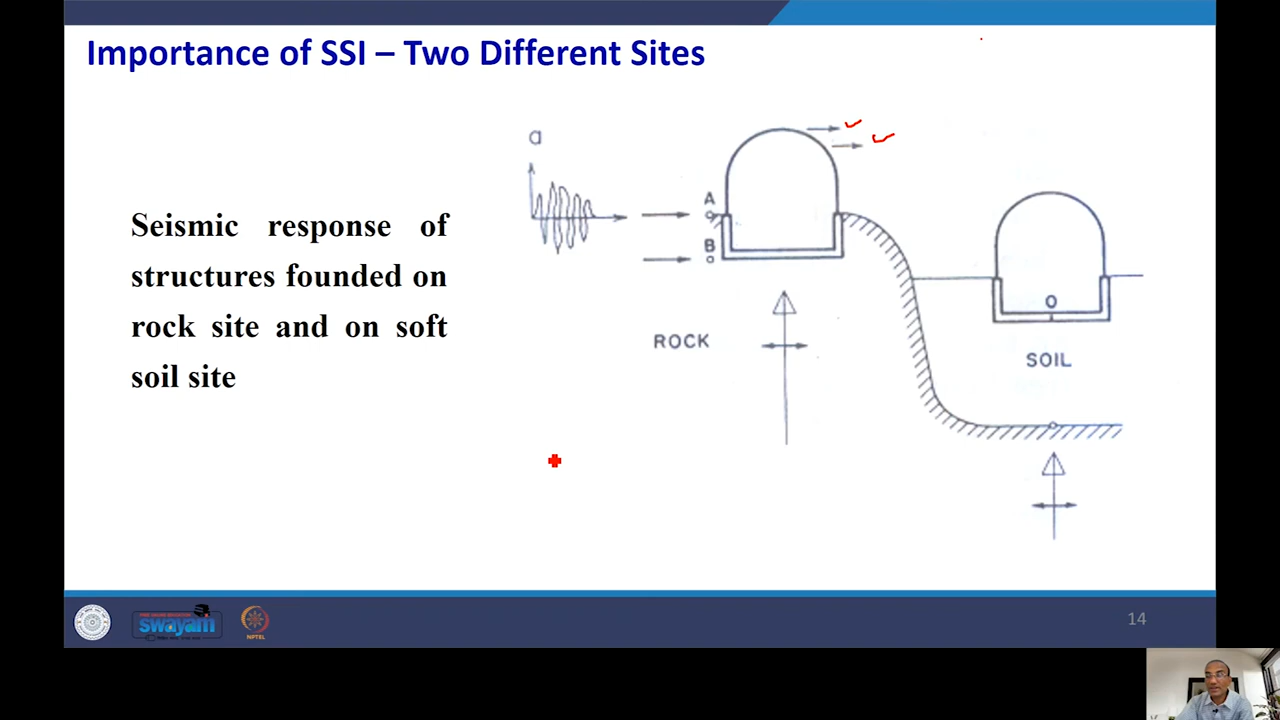 Importance of SSI – Two Different Sites
a
A
B
Seismic response of
structures founded on
rock site and on soft
soil site
ROCK
O
SOIL
swayam
NPTEL
14